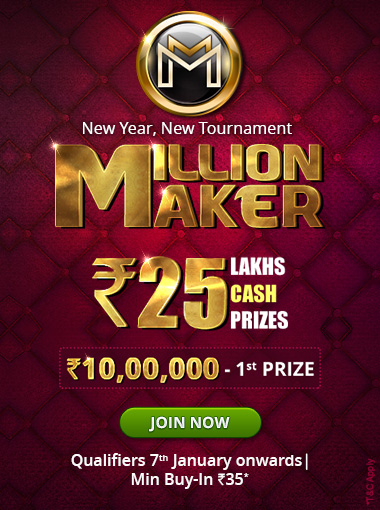 M
New Year, New Tournament
MILLION
MAKER
₹25 LAKHS
CASH
PRIZES
₹10,00,000 - 1st PRIZE
JOIN NOW
Qualifiers 7th January onwards|
Min Buy-In ₹35*
*T&C Apply